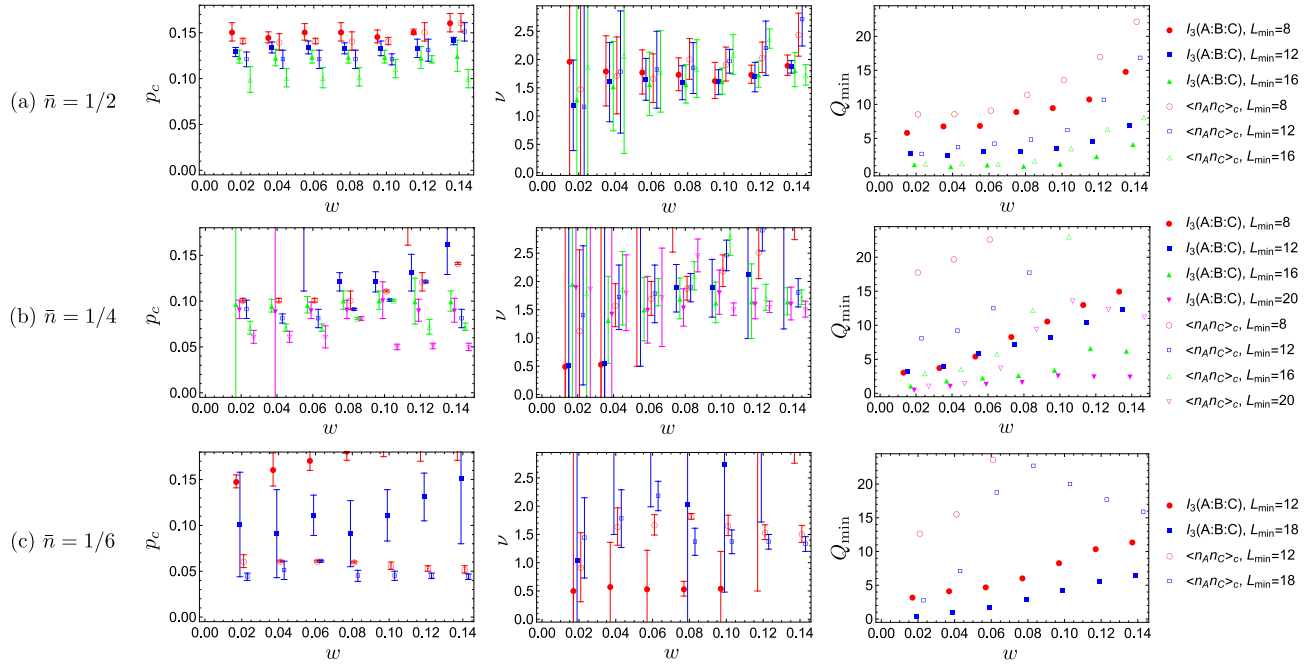 (a) n̄ = 1/2
p_c
0.15
0.10
0.05
0.00
0.00 0.02 0.04 0.06 0.08 0.10 0.12 0.14
w
ν
2.5
2.0
1.5
1.0
0.5
0.0
0.00 0.02 0.04 0.06 0.08 0.10 0.12 0.14
w
Q_min
20
15
10
5
0
0.00 0.02 0.04 0.06 0.08 0.10 0.12 0.14
w
I_3(A:B:C), L_min=8
I_3(A:B:C), L_min=12
I_3(A:B:C), L_min=16
<n_A n_C>_c, L_min=8
<n_A n_C>_c, L_min=12
<n_A n_C>_c, L_min=16
(b) n̄ = 1/4
p_c
0.15
0.10
0.05
0.00
0.00 0.02 0.04 0.06 0.08 0.10 0.12 0.14
w
ν
2.5
2.0
1.5
1.0
0.5
0.0
0.00 0.02 0.04 0.06 0.08 0.10 0.12 0.14
w
Q_min
20
15
10
5
0
0.00 0.02 0.04 0.06 0.08 0.10 0.12 0.14
w
I_3(A:B:C), L_min=8
I_3(A:B:C), L_min=12
I_3(A:B:C), L_min=16
I_3(A:B:C), L_min=20
<n_A n_C>_c, L_min=8
<n_A n_C>_c, L_min=12
<n_A n_C>_c, L_min=16
<n_A n_C>_c, L_min=20
(c) n̄ = 1/6
p_c
0.15
0.10
0.05
0.00
0.00 0.02 0.04 0.06 0.08 0.10 0.12 0.14
w
ν
2.5
2.0
1.5
1.0
0.5
0.0
0.00 0.02 0.04 0.06 0.08 0.10 0.12 0.14
w
Q_min
20
15
10
5
0
0.00 0.02 0.04 0.06 0.08 0.10 0.12 0.14
w
I_3(A:B:C), L_min=12
I_3(A:B:C), L_min=18
<n_A n_C>_c, L_min=12
<n_A n_C>_c, L_min=18